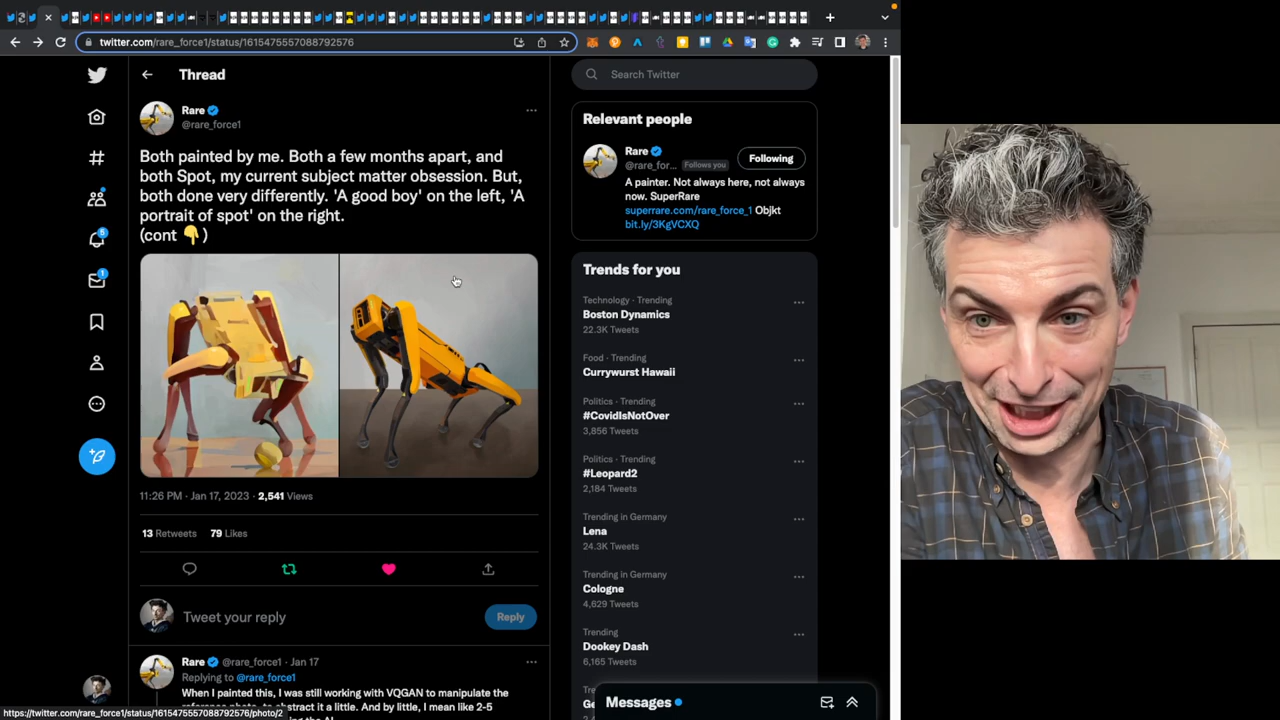 twitter.com/rare_force1/status/1615475557088792576
Thread
Search Twitter
Rare
@rare_force1
Both painted by me. Both a few months apart, and
both Spot, my current subject matter obsession. But,
both done very differently. 'A good boy' on the left, 'A
portrait of spot' on the right.
(cont 👇)
11:26 PM · Jan 17, 2023 · 2,541 Views
13 Retweets 79 Likes
Tweet your reply
Reply
Rare @rare_force1 · Jan 17
Replying to @rare_force1
When I painted this, I was still working with VQGAN to manipulate the
Relevant people
Rare
@rare_for... Follows you
Following
A painter. Not always here, not always
now. SuperRare
superrare.com/rare_force_1 Objkt
bit.ly/3KgVCXQ
Trends for you
Technology · Trending
Boston Dynamics
22.3K Tweets
Food · Trending
Currywurst Hawaii
Politics · Trending
#CovidIsNotOver
3,856 Tweets
Politics · Trending
#Leopard2
2,184 Tweets
Trending in Germany
Lena
24.3K Tweets
Trending in Germany
Cologne
4,629 Tweets
Trending
Dookey Dash
6,165 Tweets
Messages
5
1
https://twitter.com/rare_force1/status/1615475557088792576/photo/2